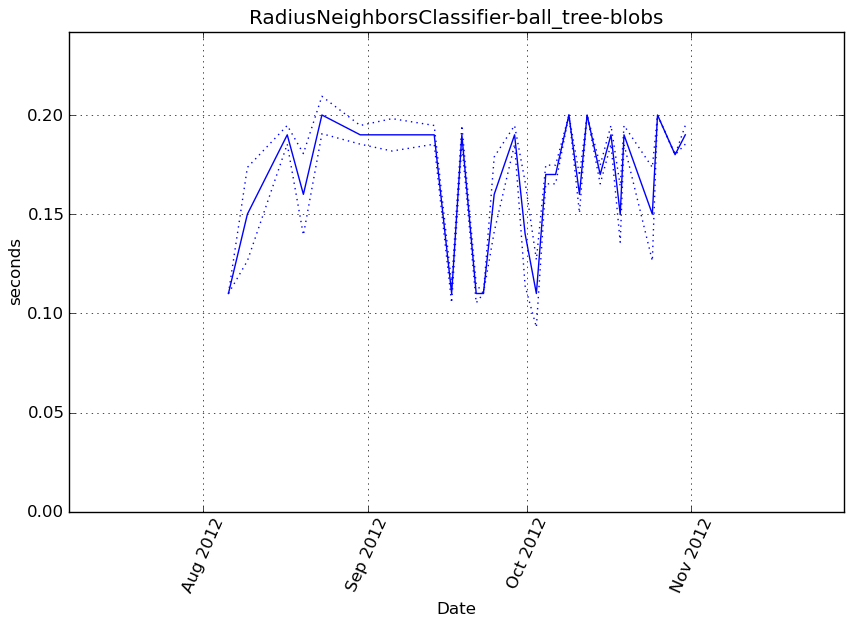 RadiusNeighborsClassifier-ball_tree-blobs
0.20
0.15
0.10
0.05
0.00
seconds
Aug 2012
Sep 2012
Oct 2012
Nov 2012
Date